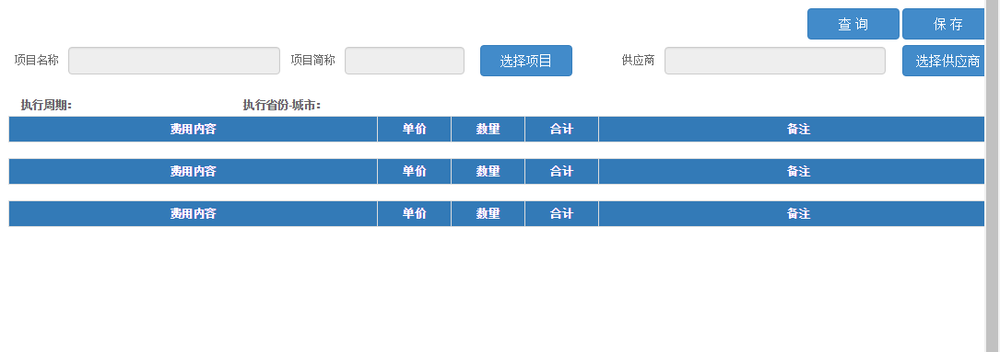 查 询 保 存
项目名称 项目简称 选择项目 供应商 选择供应商
执行周期: 执行省份-城市:
费用内容 单价 数量 合计 备注
费用内容 单价 数量 合计 备注
费用内容 单价 数量 合计 备注